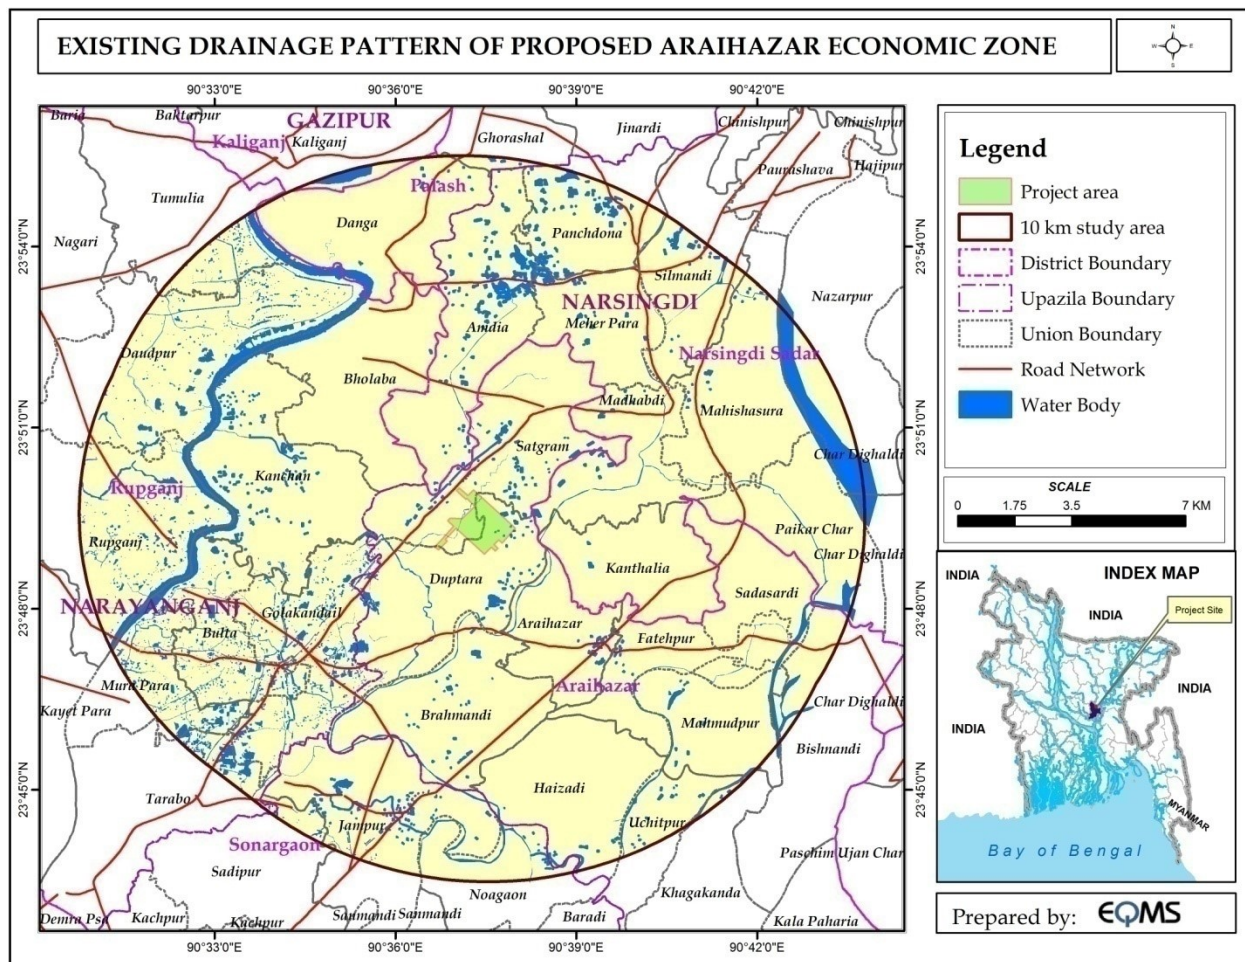 EXISTING DRAINAGE PATTERN OF PROPOSED ARAIHAZAR ECONOMIC ZONE
N
W E
S
90°33'0"E 90°36'0"E 90°39'0"E 90°42'0"E
Baria
Baktarpur
GAZIPUR
Kaliganj
Kaliganj
Ghorashal
Jinardi
Chinishpur
Chinishpur
Paurashava
Hajipur
Tumulia
Palash
Danga
Panchdona
Nagari
23°54'0"N
23°54'0"N
Silmandi
Nazarpur
NARSINGDI
Amdia
Meher Para
Daudpur
Narsingdi Sadar
Bholaba
Madhabdi
Mahishasura
23°51'0"N
23°51'0"N
Satgram
Char Dighaldi
Kanchan
Rupganj
Paikar Char
Rupganj
Char Dighaldi
Duptara
Kanthalia
Sadasardi
23°48'0"N
23°48'0"N
NARAYANGANJ
Golakandail
Bulta
Araihazar
Fatehpur
Mura Para
Araihazar
Kayet Para
Brahmandi
Mahmudpur
Char Dighaldi
Bishnandi
23°45'0"N
23°45'0"N
Haizadi
Tarabo
Jampur
Uchitpur
Sonargaon
Sadipur
Paschim Ujan Char
Noagaon
Khagakanda
Demra Psa
Kachpur
Kachpur
Sanmandi
Sanmandi
Baradi
Kala Paharia
90°33'0"E 90°36'0"E 90°39'0"E 90°42'0"E
Legend
Project area
10 km study area
District Boundary
Upazila Boundary
Union Boundary
Road Network
Water Body
SCALE
0 1.75 3.5 7 KM
INDEX MAP
INDIA
INDIA
Project Site
INDIA
INDIA
INDIA
MYANMAR
Bay of Bengal
Prepared by: EQMS